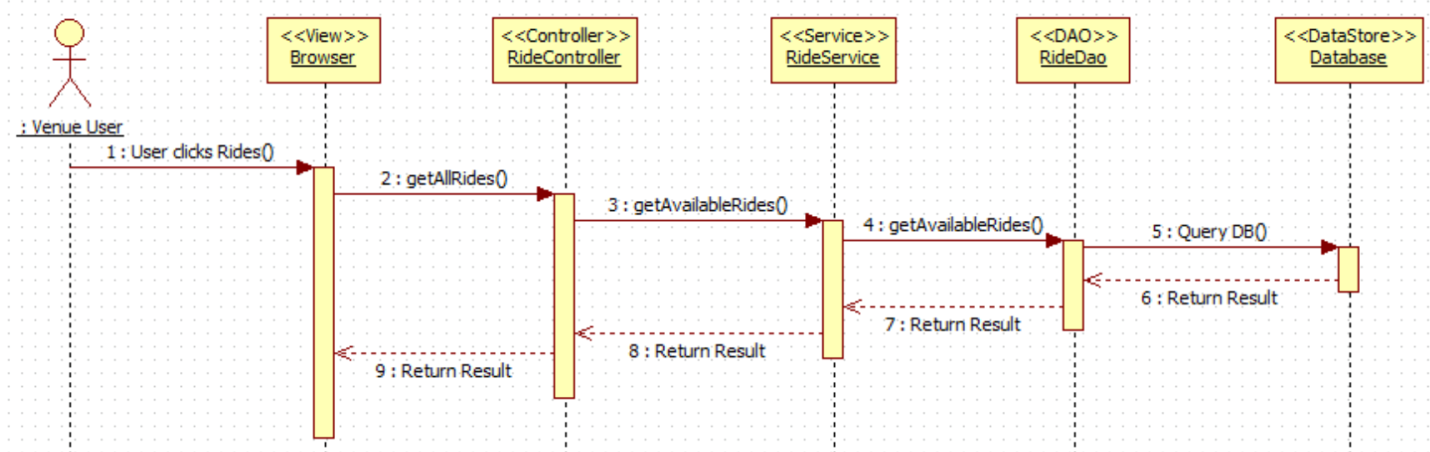 <<View>>
Browser
<<Controller>>
RideController
<<Service>>
RideService
<<DAO>>
RideDao
<<DataStore>>
Database
: Venue User
1 : User clicks Rides()
2 : getAllRides()
3 : getAvailableRides()
4 : getAvailableRides()
5 : Query DB()
6 : Return Result
7 : Return Result
8 : Return Result
9 : Return Result